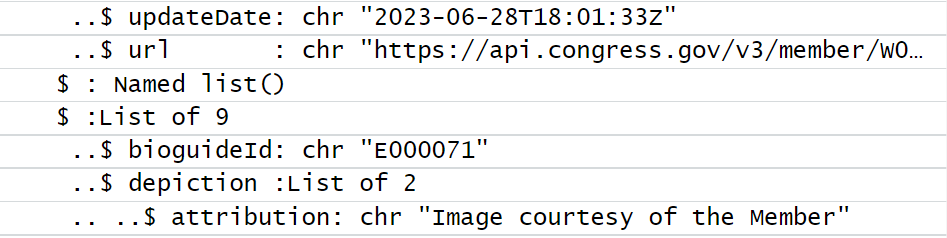 ..$ updateDate: chr "2023-06-28T18:01:33Z"
..$ url       : chr "https://api.congress.gov/v3/member/W0…
$ : Named list()
$ :List of 9
..$ bioguideId: chr "E000071"
..$ depiction :List of 2
.. ..$ attribution: chr "Image courtesy of the Member"